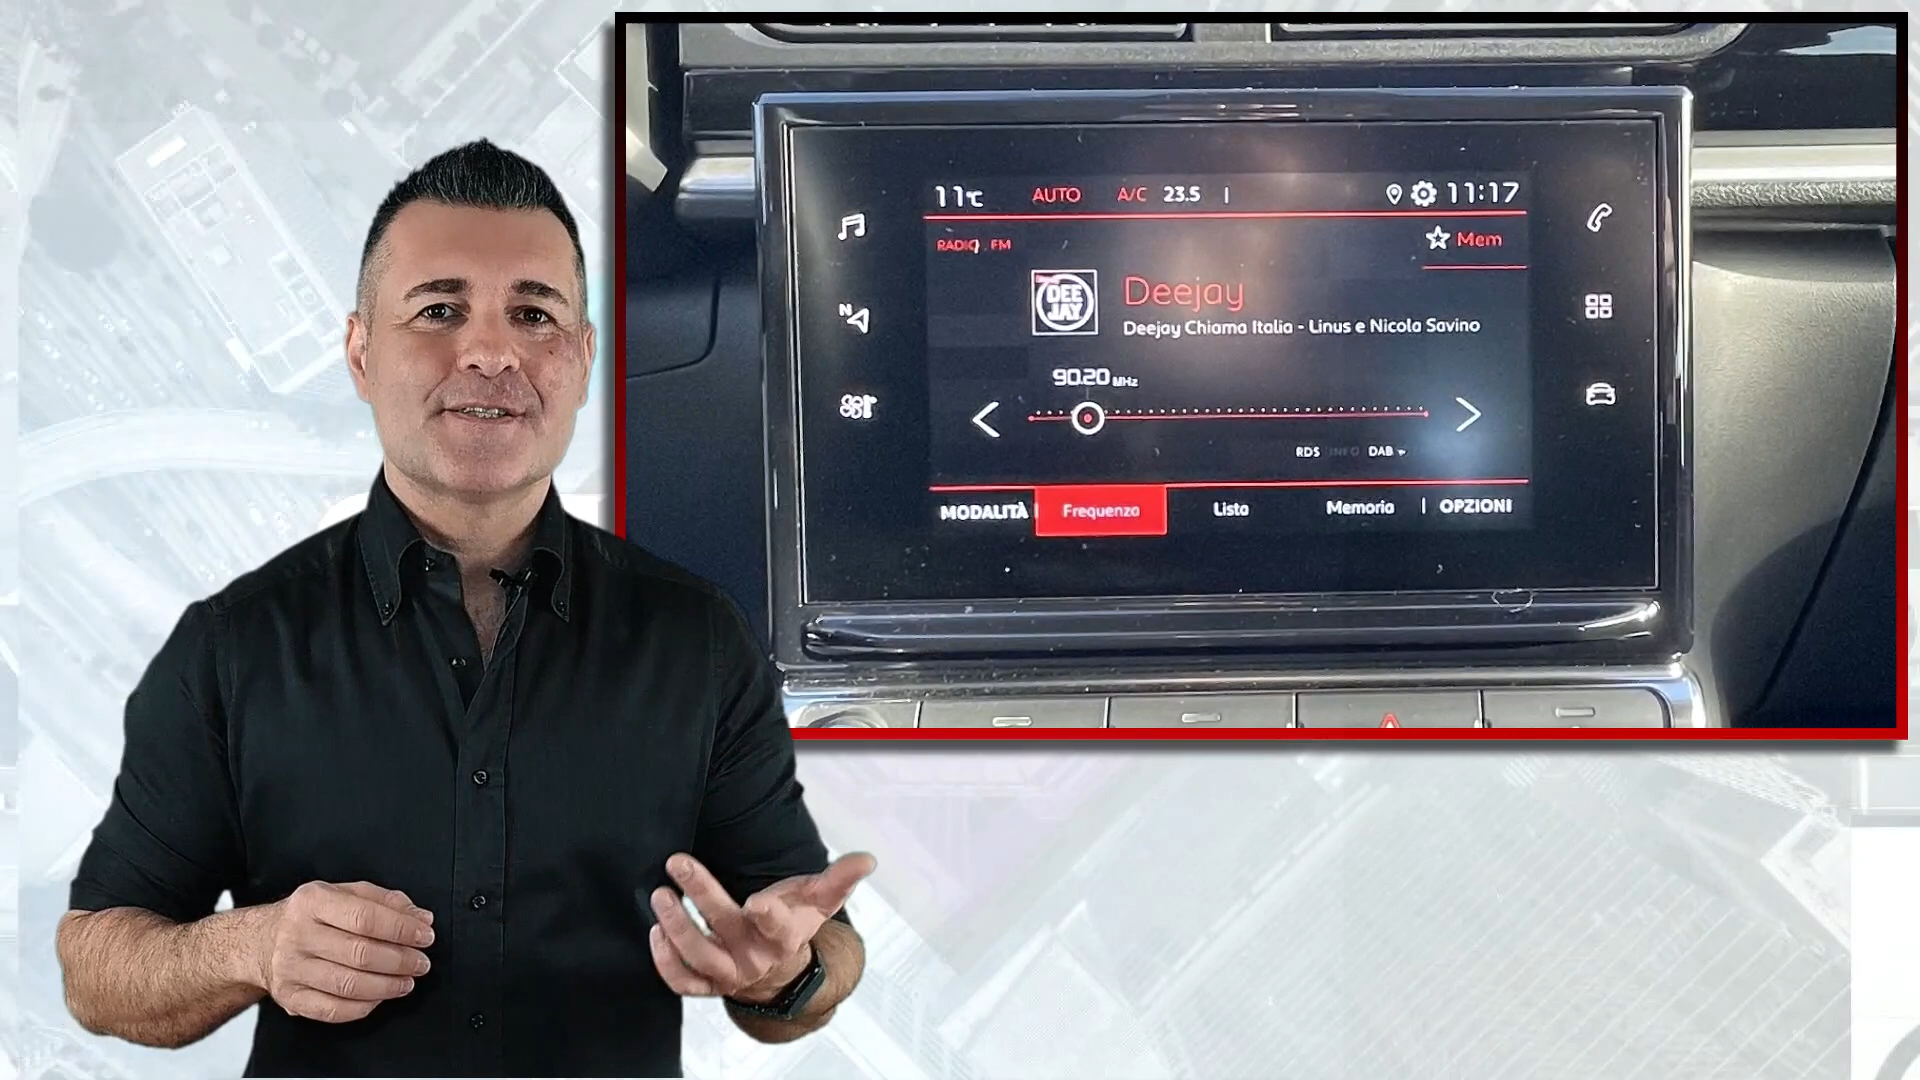 11°C AUTO A/C 23.5 | 11:17
RADIO . FM
Mem
DEE
JAY
Deejay
Deejay Chiama Italia - Linus e Nicola Savino
90.20 MHz
RDS INFO DAB
MODALITÀ Frequenza Lista Memoria | OPZIONI
N